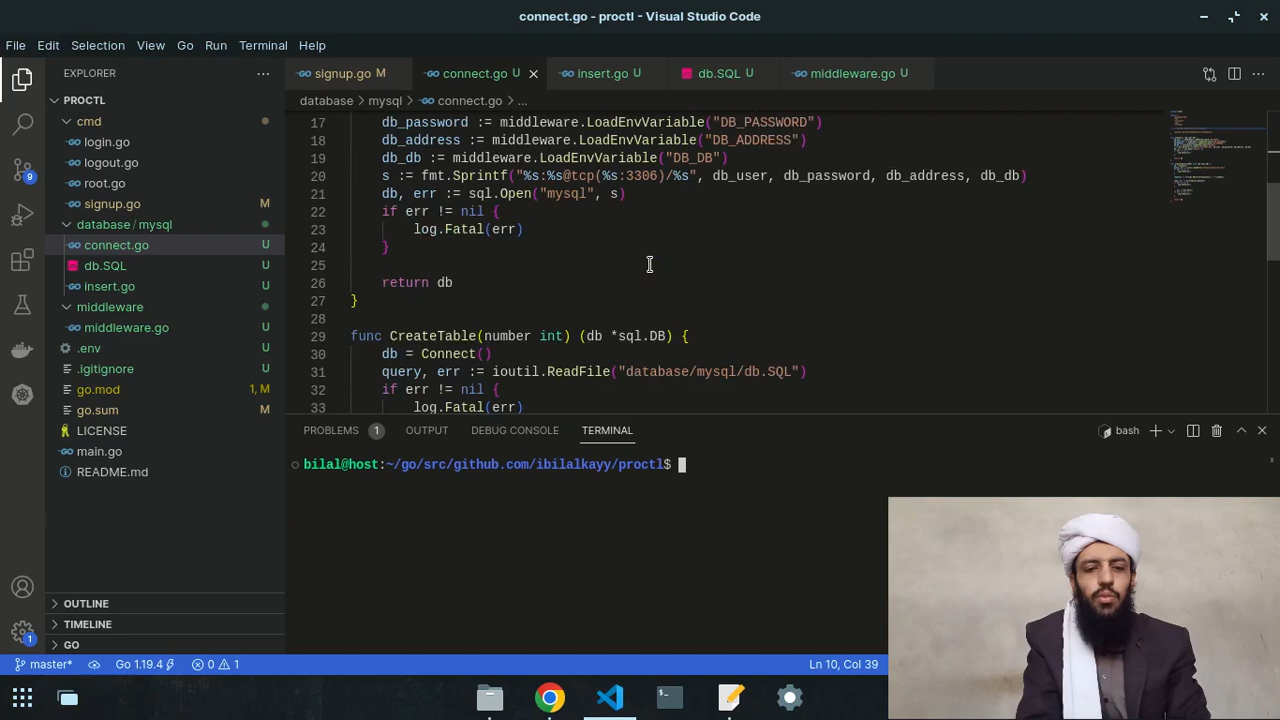 connect.go - proctl - Visual Studio Code
File Edit Selection View Go Run Terminal Help
EXPLORER
PROCTL
cmd
login.go
logout.go
root.go
signup.go M
database / mysql
connect.go U
db.SQL U
insert.go U
middleware
middleware.go U
.env U
.gitignore U
go.mod 1, M
go.sum M
LICENSE
main.go
README.md
OUTLINE
TIMELINE
GO
9
1
signup.go M connect.go U insert.go U db.SQL U middleware.go U
database > mysql > connect.go > ...
17 db_password := middleware.LoadEnvVariable("DB_PASSWORD")
18 db_address := middleware.LoadEnvVariable("DB_ADDRESS")
19 db_db := middleware.LoadEnvVariable("DB_DB")
20 s := fmt.Sprintf("%s:%s@tcp(%s:3306)/%s", db_user, db_password, db_address, db_db)
21 db, err := sql.Open("mysql", s)
22 if err != nil {
23 log.Fatal(err)
24 }
25
26 return db
27 }
28
29 func CreateTable(number int) (db *sql.DB) {
30 db = Connect()
31 query, err := ioutil.ReadFile("database/mysql/db.SQL")
32 if err != nil {
33 log.Fatal(err)
PROBLEMS 1 OUTPUT DEBUG CONSOLE TERMINAL
bash
bilal@host:~/go/src/github.com/ibilalkayy/proctl$
master* Go 1.19.4 0 1 Ln 10, Col 39